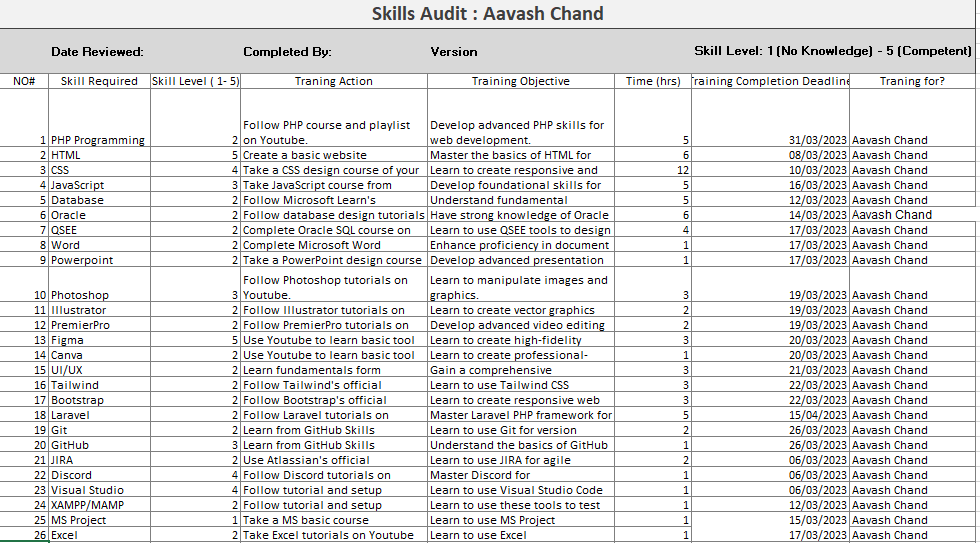 Skills Audit : Aavash Chand
Date Reviewed: Completed By: Version Skill Level: 1 (No Knowledge) - 5 (Competent)
NO# Skill Required Skill Level ( 1- 5) Traning Action Training Objective Time (hrs) Training Completion Deadline Traning for?
Follow PHP course and playlist Develop advanced PHP skills for
1 PHP Programming 2 on Youtube. web development. 5 31/03/2023 Aavash Chand
2 HTML 5 Create a basic website Master the basics of HTML for 6 08/03/2023 Aavash Chand
3 CSS 4 Take a CSS design course of your Learn to create responsive and 12 10/03/2023 Aavash Chand
4 JavaScript 3 Take JavaScript course from Develop foundational skills for 5 16/03/2023 Aavash Chand
5 Database 2 Follow Microsoft Learn's Understand fundamental 5 12/03/2023 Aavash Chand
6 Oracle 2 Follow database design tutorials Have strong knowledge of Oracle 6 14/03/2023 Aavash Chand
7 QSEE 2 Complete Oracle SQL course on Learn to use QSEE tools to design 4 17/03/2023 Aavash Chand
8 Word 2 Complete Microsoft Word Enhance proficiency in document 1 17/03/2023 Aavash Chand
9 Powerpoint 2 Take a PowerPoint design course Develop advanced presentation 1 17/03/2023 Aavash Chand
Follow Photoshop tutorials on Learn to manipulate images and
10 Photoshop 3 Youtube. graphics. 3 19/03/2023 Aavash Chand
11 Illustrator 2 Follow Illustrator tutorials on Learn to create vector graphics 2 19/03/2023 Aavash Chand
12 PremierPro 2 Follow PremierPro tutorials on Develop advanced video editing 2 19/03/2023 Aavash Chand
13 Figma 5 Use Youtube to learn basic tool Learn to create high-fidelity 3 20/03/2023 Aavash Chand
14 Canva 2 Use Youtube to learn basic tool Learn to create professional- 1 20/03/2023 Aavash Chand
15 UI/UX 2 Learn fundamentals form Gain a comprehensive 3 21/03/2023 Aavash Chand
16 Tailwind 2 Follow Tailwind's official Learn to use Tailwind CSS 3 22/03/2023 Aavash Chand
17 Bootstrap 2 Follow Bootstrap's official Learn to create responsive web 3 22/03/2023 Aavash Chand
18 Laravel 2 Follow Laravel tutorials on Master Laravel PHP framework for 5 15/04/2023 Aavash Chand
19 Git 2 Learn from GitHub Skills Learn to use Git for version 2 26/03/2023 Aavash Chand
20 GitHub 3 Learn from GitHub Skills Understand the basics of GitHub 1 26/03/2023 Aavash Chand
21 JIRA 2 Use Atlassian's official Learn to use JIRA for agile 2 06/03/2023 Aavash Chand
22 Discord 4 Follow Discord tutorials on Master Discord for 1 06/03/2023 Aavash Chand
23 Visual Studio 4 Follow tutorial and setup Learn to use Visual Studio Code 1 06/03/2023 Aavash Chand
24 XAMPP/MAMP 2 Follow tutorial and setup Learn to use these tools to test 1 12/03/2023 Aavash Chand
25 MS Project 1 Take a MS basic course Learn to use MS Project 1 15/03/2023 Aavash Chand
26 Excel 2 Take Excel tutorials on Youtube Learn to use Excel 1 17/03/2023 Aavash Chand